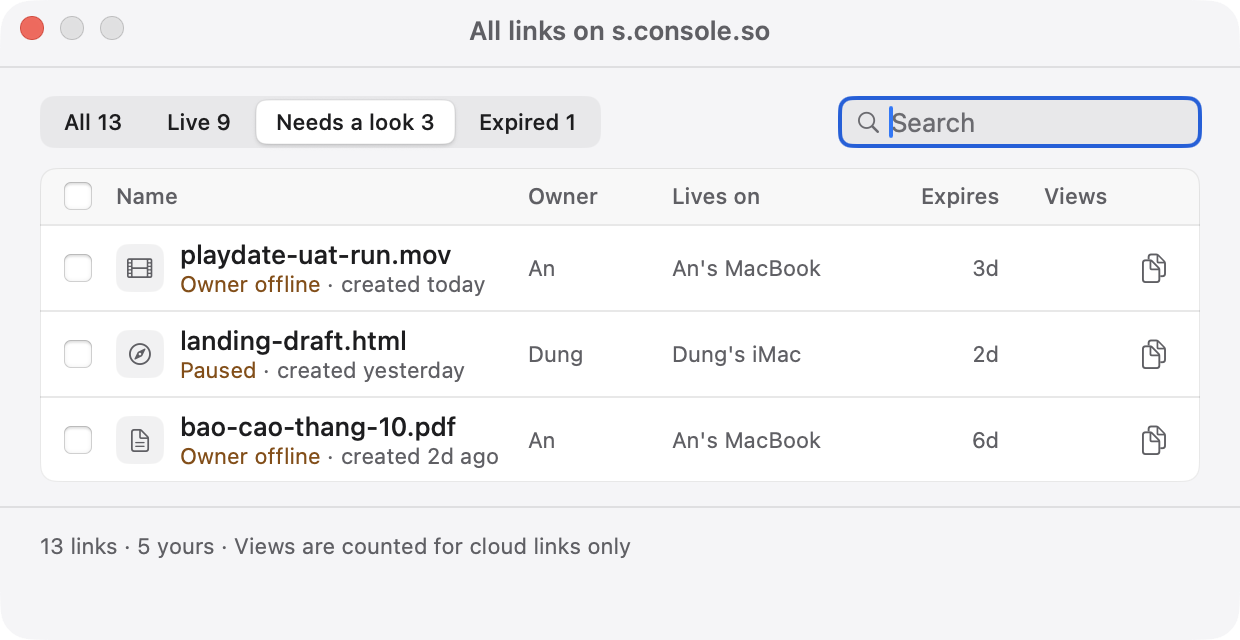 All links on s.console.so
All 13 Live 9 Needs a look 3 Expired 1 Search
Name Owner Lives on Expires Views
playdate-uat-run.mov
Owner offline · created today An An's MacBook 3d
landing-draft.html
Paused · created yesterday Dung Dung's iMac 2d
bao-cao-thang-10.pdf
Owner offline · created 2d ago An An's MacBook 6d
13 links · 5 yours · Views are counted for cloud links only